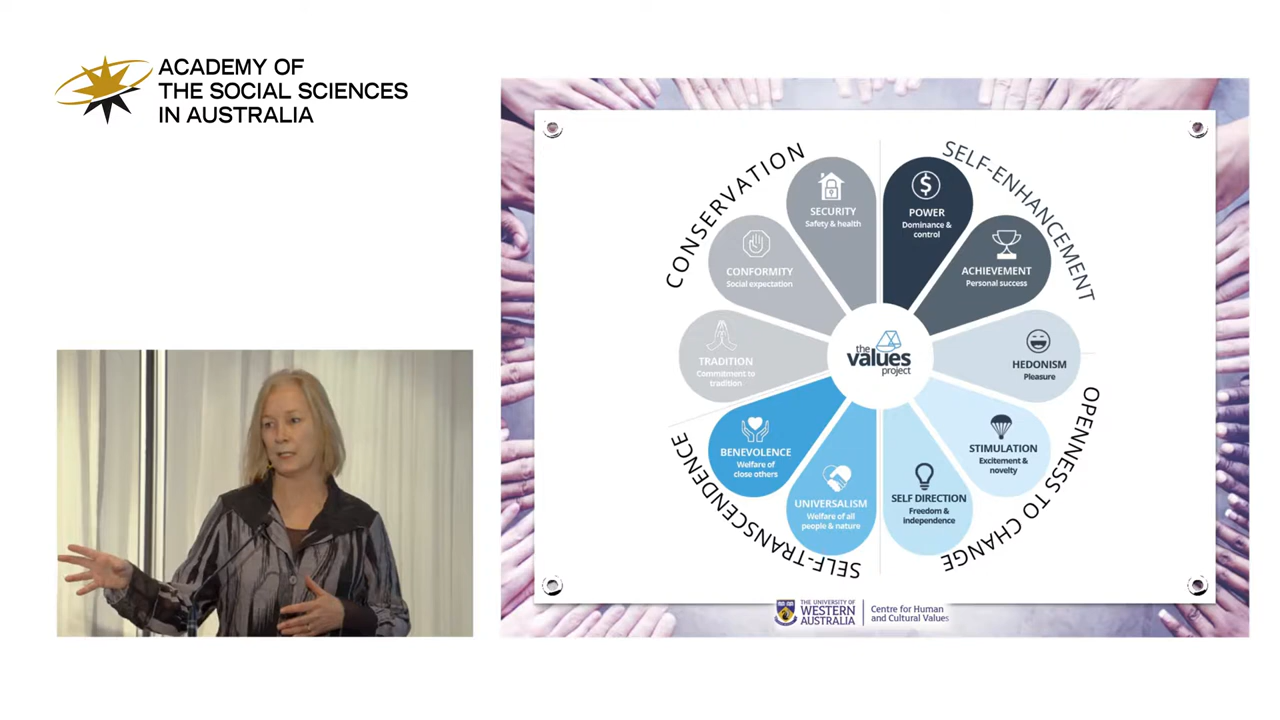 ACADEMY OF
THE SOCIAL SCIENCES
IN AUSTRALIA
CONSERVATION
SELF-ENHANCEMENT
SECURITY
Safety & health
POWER
Dominance &
control
CONFORMITY
Social expectation
ACHIEVEMENT
Personal success
TRADITION
Commitment to
tradition
the
values
project
HEDONISM
Pleasure
BENEVOLENCE
Welfare of
close others
STIMULATION
Excitement &
novelty
UNIVERSALISM
Welfare of all
people & nature
SELF DIRECTION
Freedom &
independence
SELF-TRANSCENDENCE
OPENNESS TO CHANGE
THE UNIVERSITY OF
WESTERN
AUSTRALIA
Centre for Human
and Cultural Values